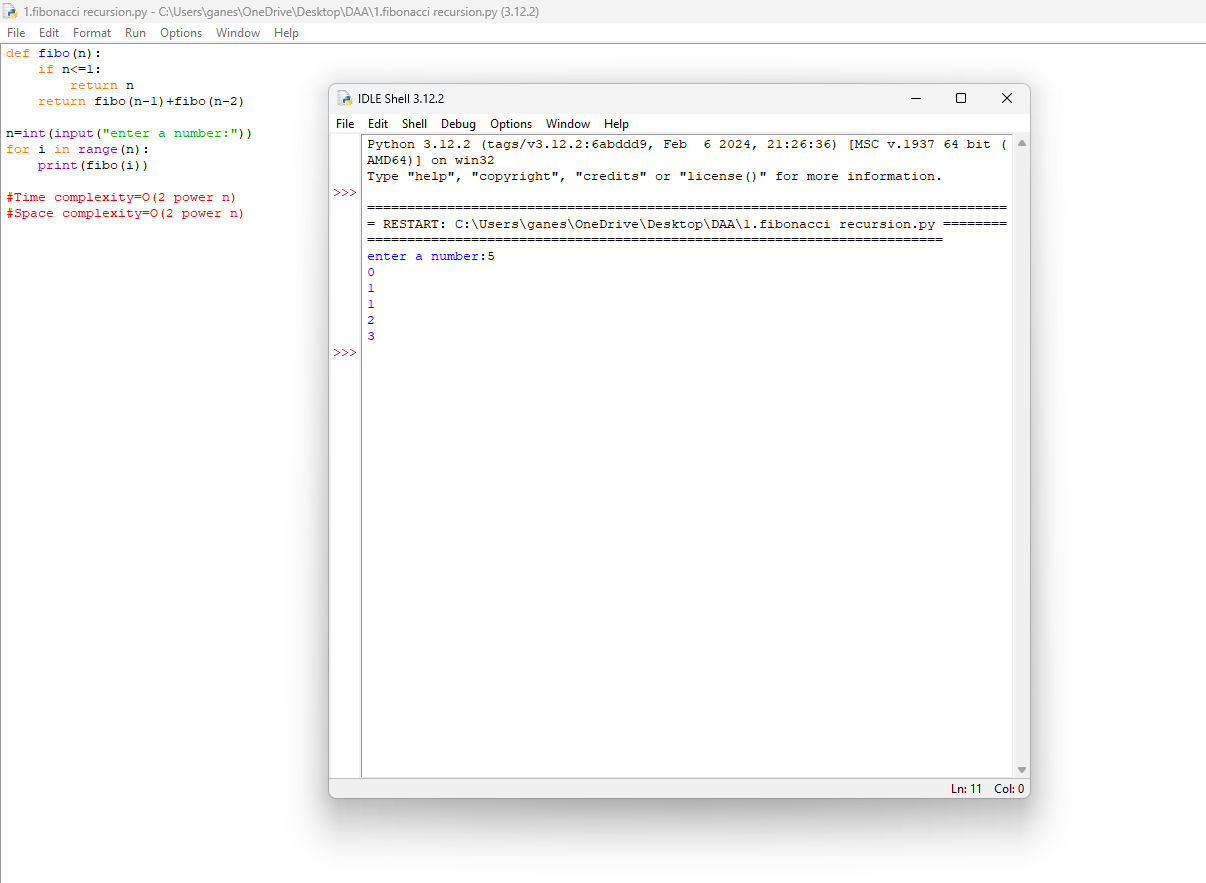 1.fibonacci recursion.py - C:\Users\ganes\OneDrive\Desktop\DAA\1.fibonacci recursion.py (3.12.2)
File Edit Format Run Options Window Help
def fibo(n):
    if n<=1:
        return n
    return fibo(n-1)+fibo(n-2)

n=int(input("enter a number:"))
for i in range(n):
    print(fibo(i))

#Time complexity=O(2 power n)
#Space complexity=O(2 power n)
IDLE Shell 3.12.2
File Edit Shell Debug Options Window Help
Python 3.12.2 (tags/v3.12.2:6abddd9, Feb  6 2024, 21:26:36) [MSC v.1937 64 bit (
AMD64)] on win32
Type "help", "copyright", "credits" or "license()" for more information.
>>>
================================================================================
= RESTART: C:\Users\ganes\OneDrive\Desktop\DAA\1.fibonacci recursion.py ========
========================================================================
enter a number:5
0
1
1
2
3
>>>
Ln: 11 Col: 0